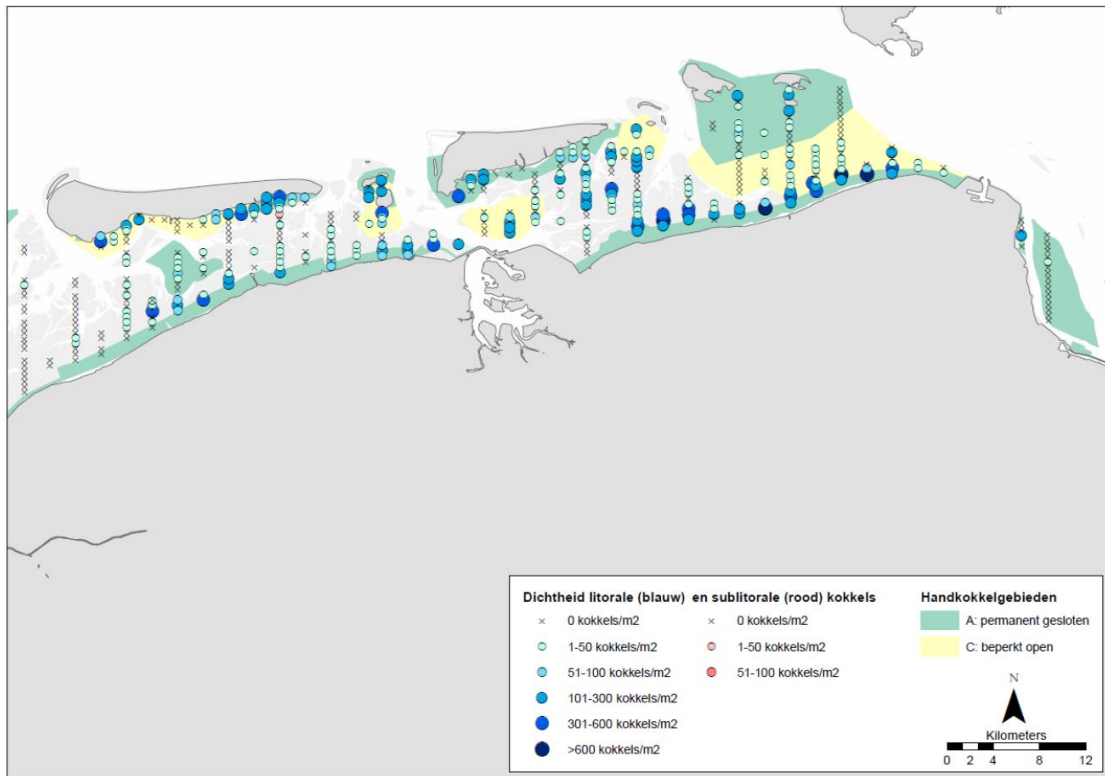 Dichtheid litorale (blauw) en sublitorale (rood) kokkels
0 kokkels/m2
1-50 kokkels/m2
51-100 kokkels/m2
101-300 kokkels/m2
301-600 kokkels/m2
>600 kokkels/m2
0 kokkels/m2
1-50 kokkels/m2
51-100 kokkels/m2
Handkokkelgebieden
A: permanent gesloten
C: beperkt open
N
Kilometers
0 2 4 8 12